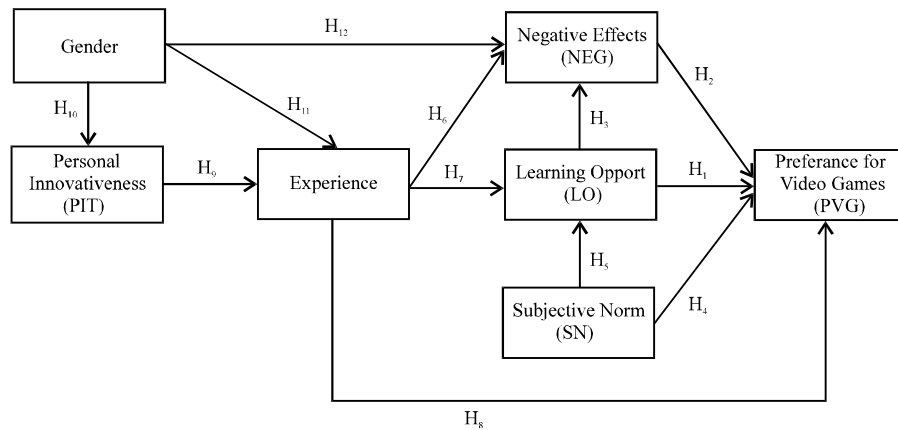 Gender
H₁₂
Negative Effects
(NEG)
H₂
H₁₀
H₁₁
H₆
H₃
Personal
Innovativeness
(PIT)
H₉
Experience
H₇
Learning Opport
(LO)
H₁
Preferance for
Video Games
(PVG)
H₅
H₄
Subjective Norm
(SN)
H₈